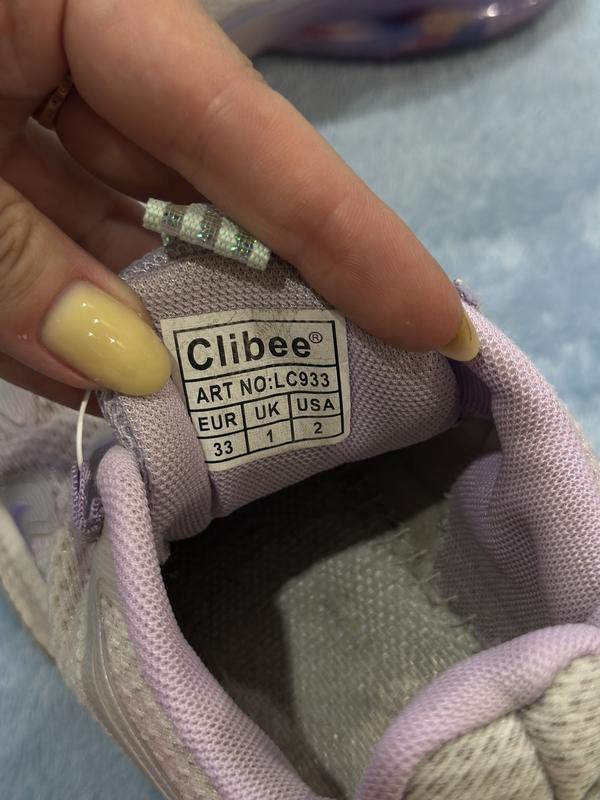 Clibee®
ART NO:LC933
EUR UK USA
33 1 2